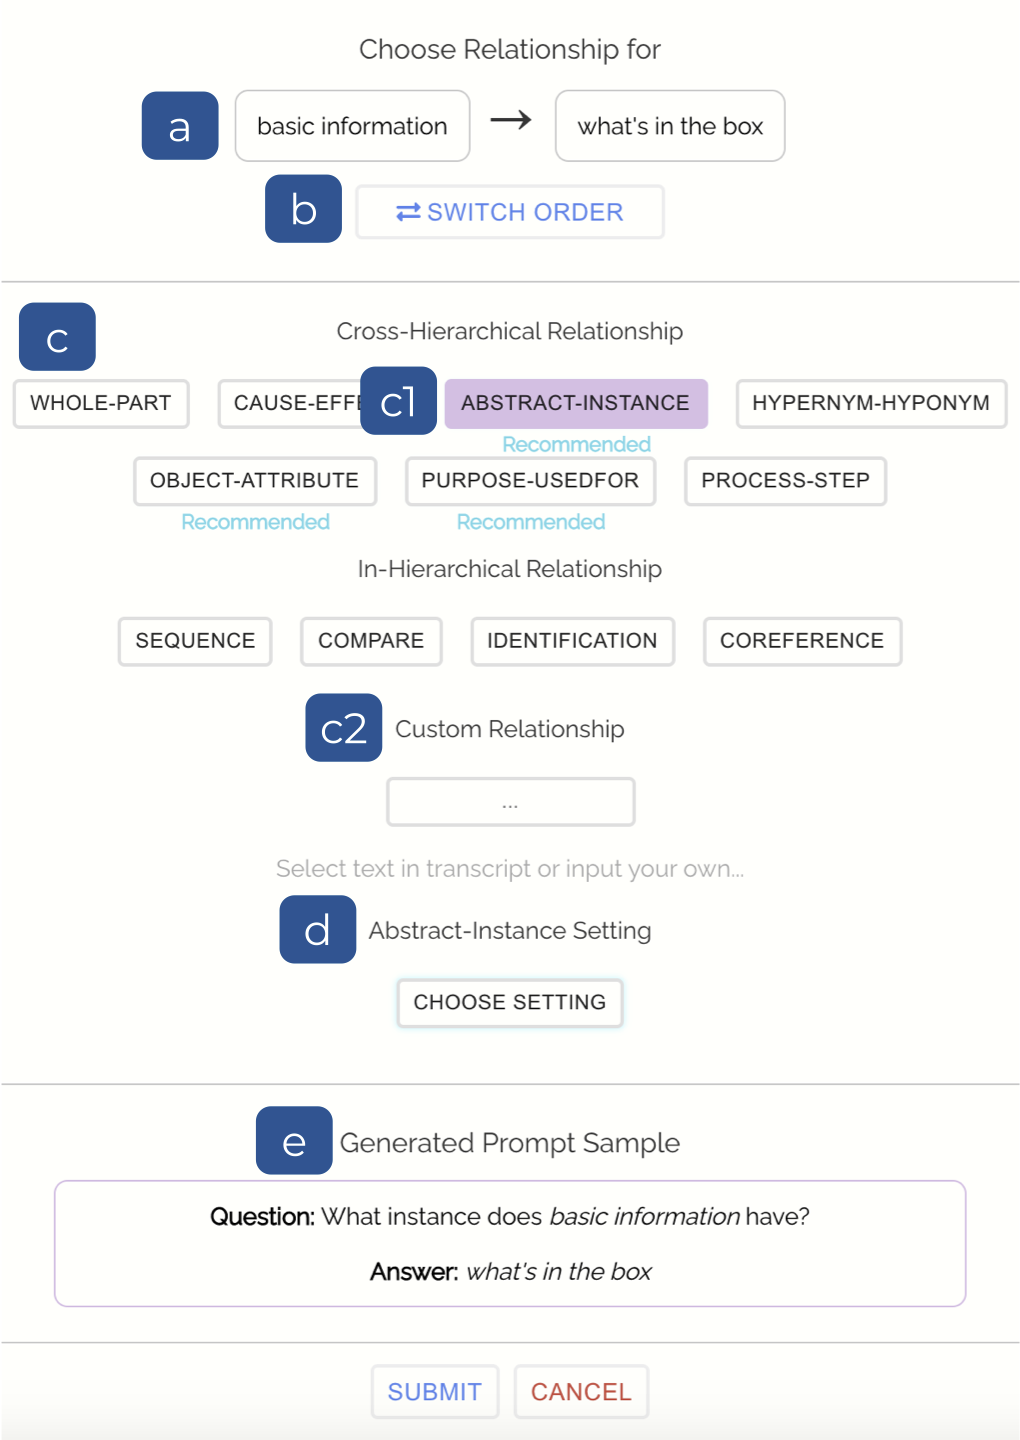 Choose Relationship for
a basic information → what's in the box
b ⇄ SWITCH ORDER
c Cross-Hierarchical Relationship
WHOLE-PART CAUSE-EFF c1 ABSTRACT-INSTANCE HYPERNYM-HYPONYM
Recommended
OBJECT-ATTRIBUTE PURPOSE-USEDFOR PROCESS-STEP
Recommended Recommended
In-Hierarchical Relationship
SEQUENCE COMPARE IDENTIFICATION COREFERENCE
c2 Custom Relationship
...
Select text in transcript or input your own...
d Abstract-Instance Setting
CHOOSE SETTING
e Generated Prompt Sample
Question: What instance does basic information have?
Answer: what's in the box
SUBMIT CANCEL